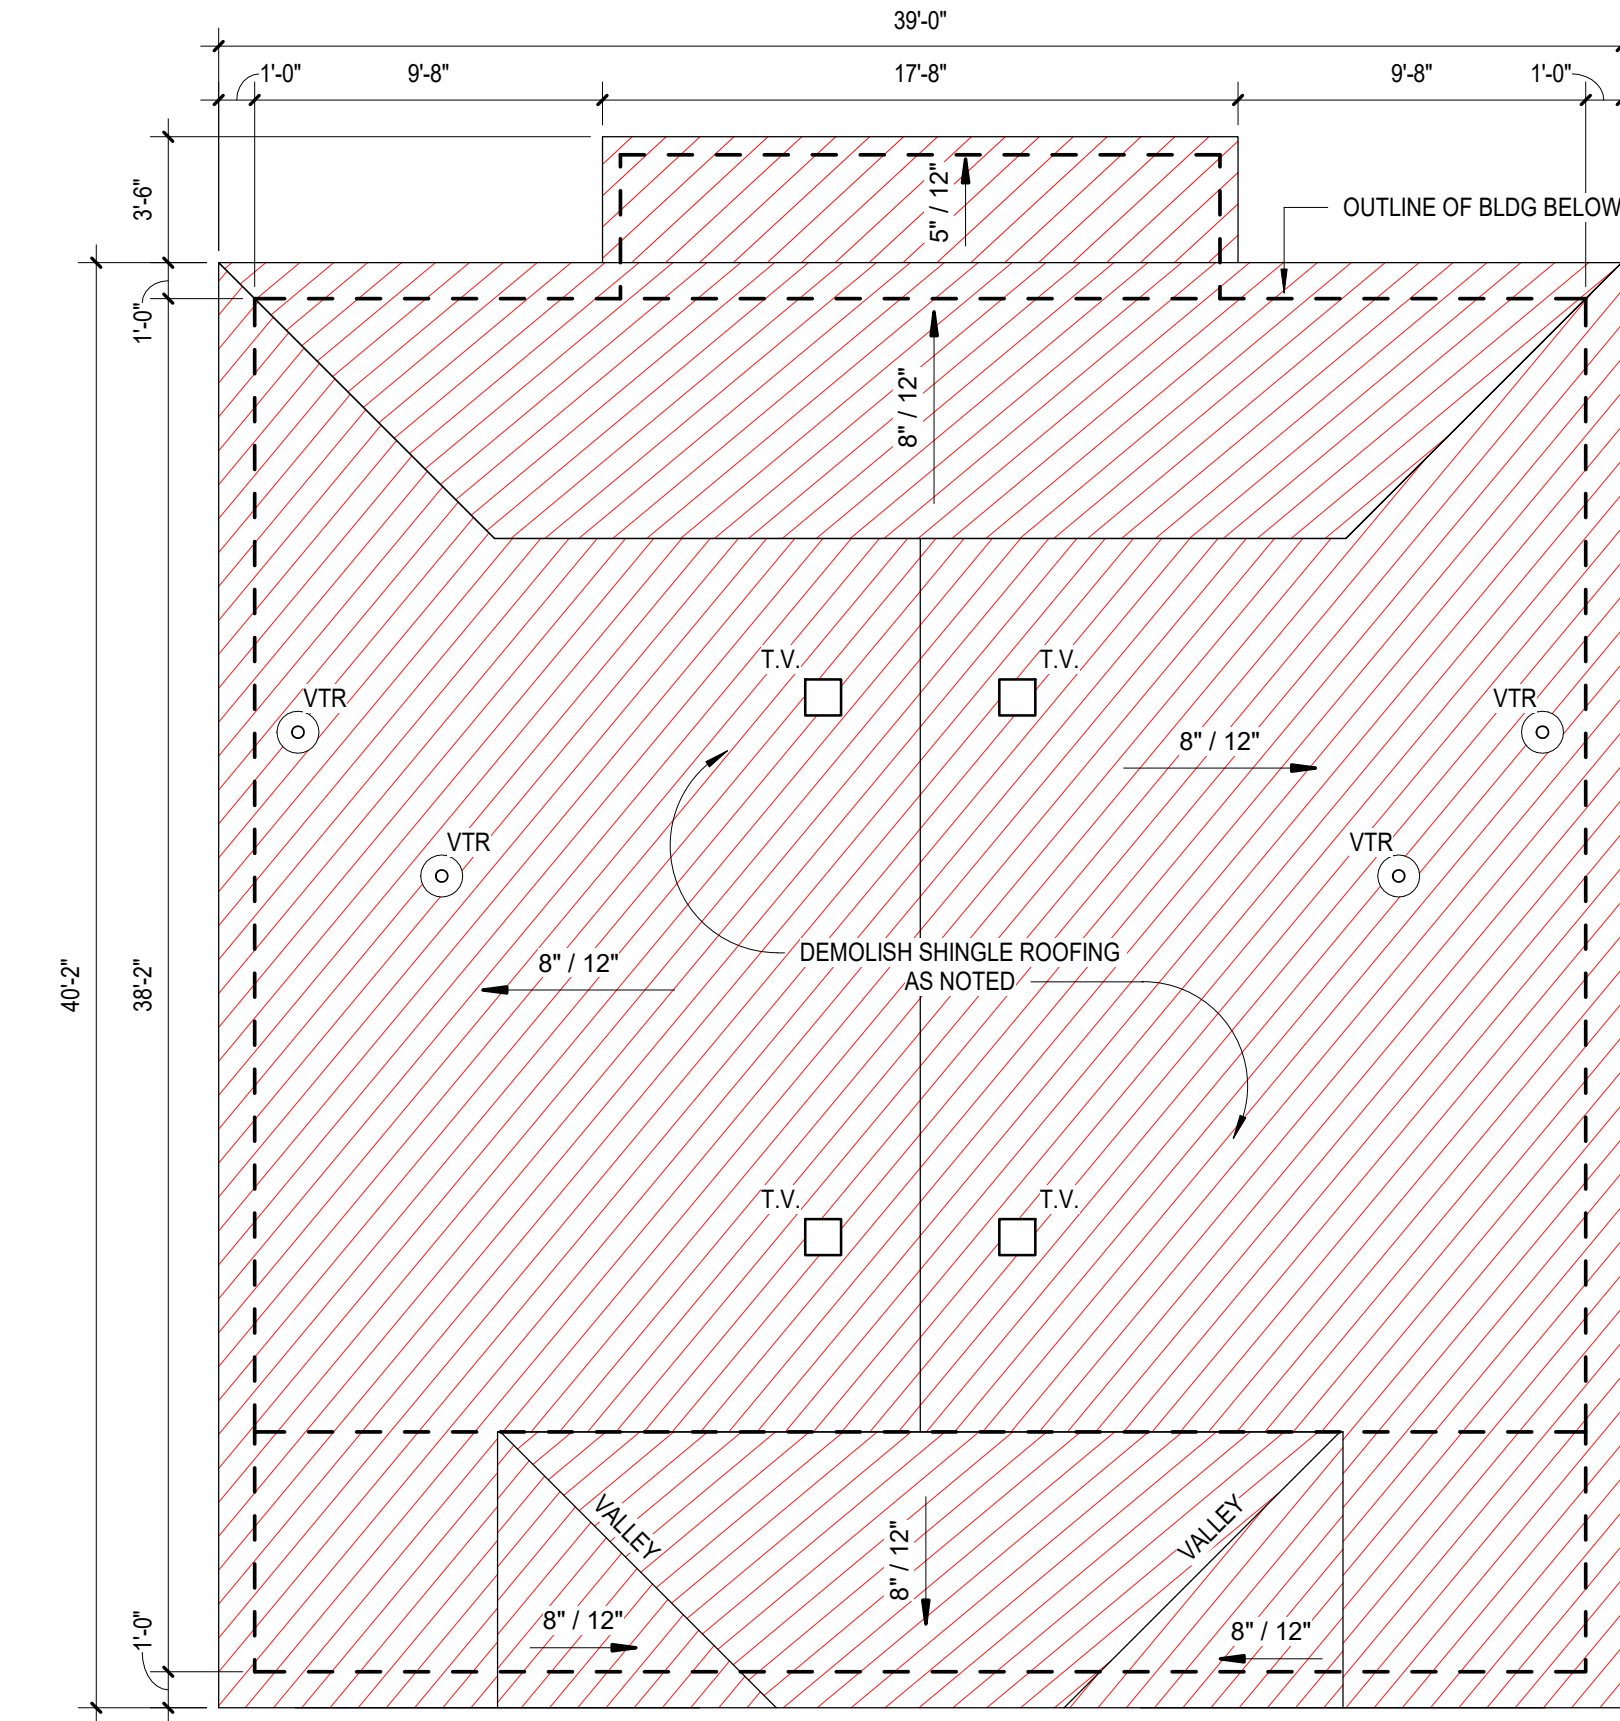 39'-0"
1'-0"
9'-8"
17'-8"
9'-8"
1'-0"
3'-6"
5" / 12"
OUTLINE OF BLDG BELOW
1'-0"
8" / 12"
T.V.
T.V.
VTR
VTR
8" / 12"
VTR
VTR
DEMOLISH SHINGLE ROOFING
AS NOTED
8" / 12"
40'-2"
38'-2"
T.V.
T.V.
VALLEY
VALLEY
8" / 12"
8" / 12"
8" / 12"
1'-0"